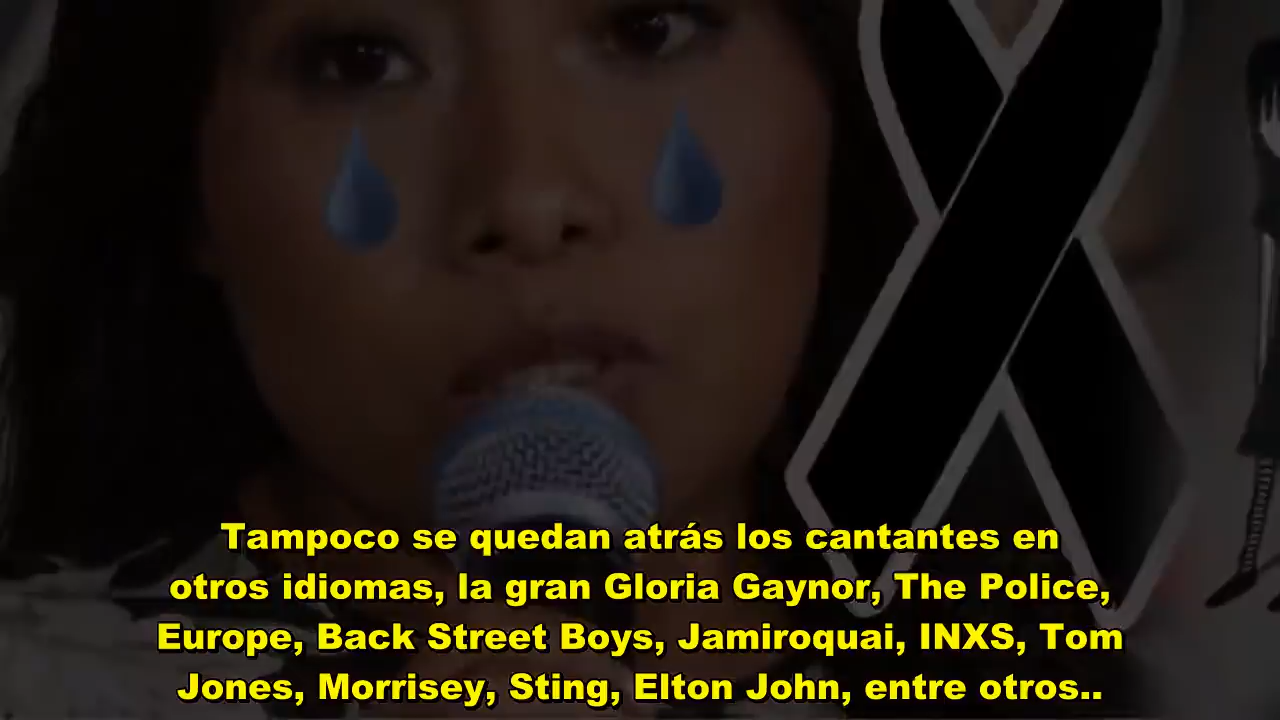 Tampoco se quedan atrás los cantantes en
otros idiomas, la gran Gloria Gaynor, The Police,
Europe, Back Street Boys, Jamiroquai, INXS, Tom
Jones, Morrisey, Sting, Elton John, entre otros..